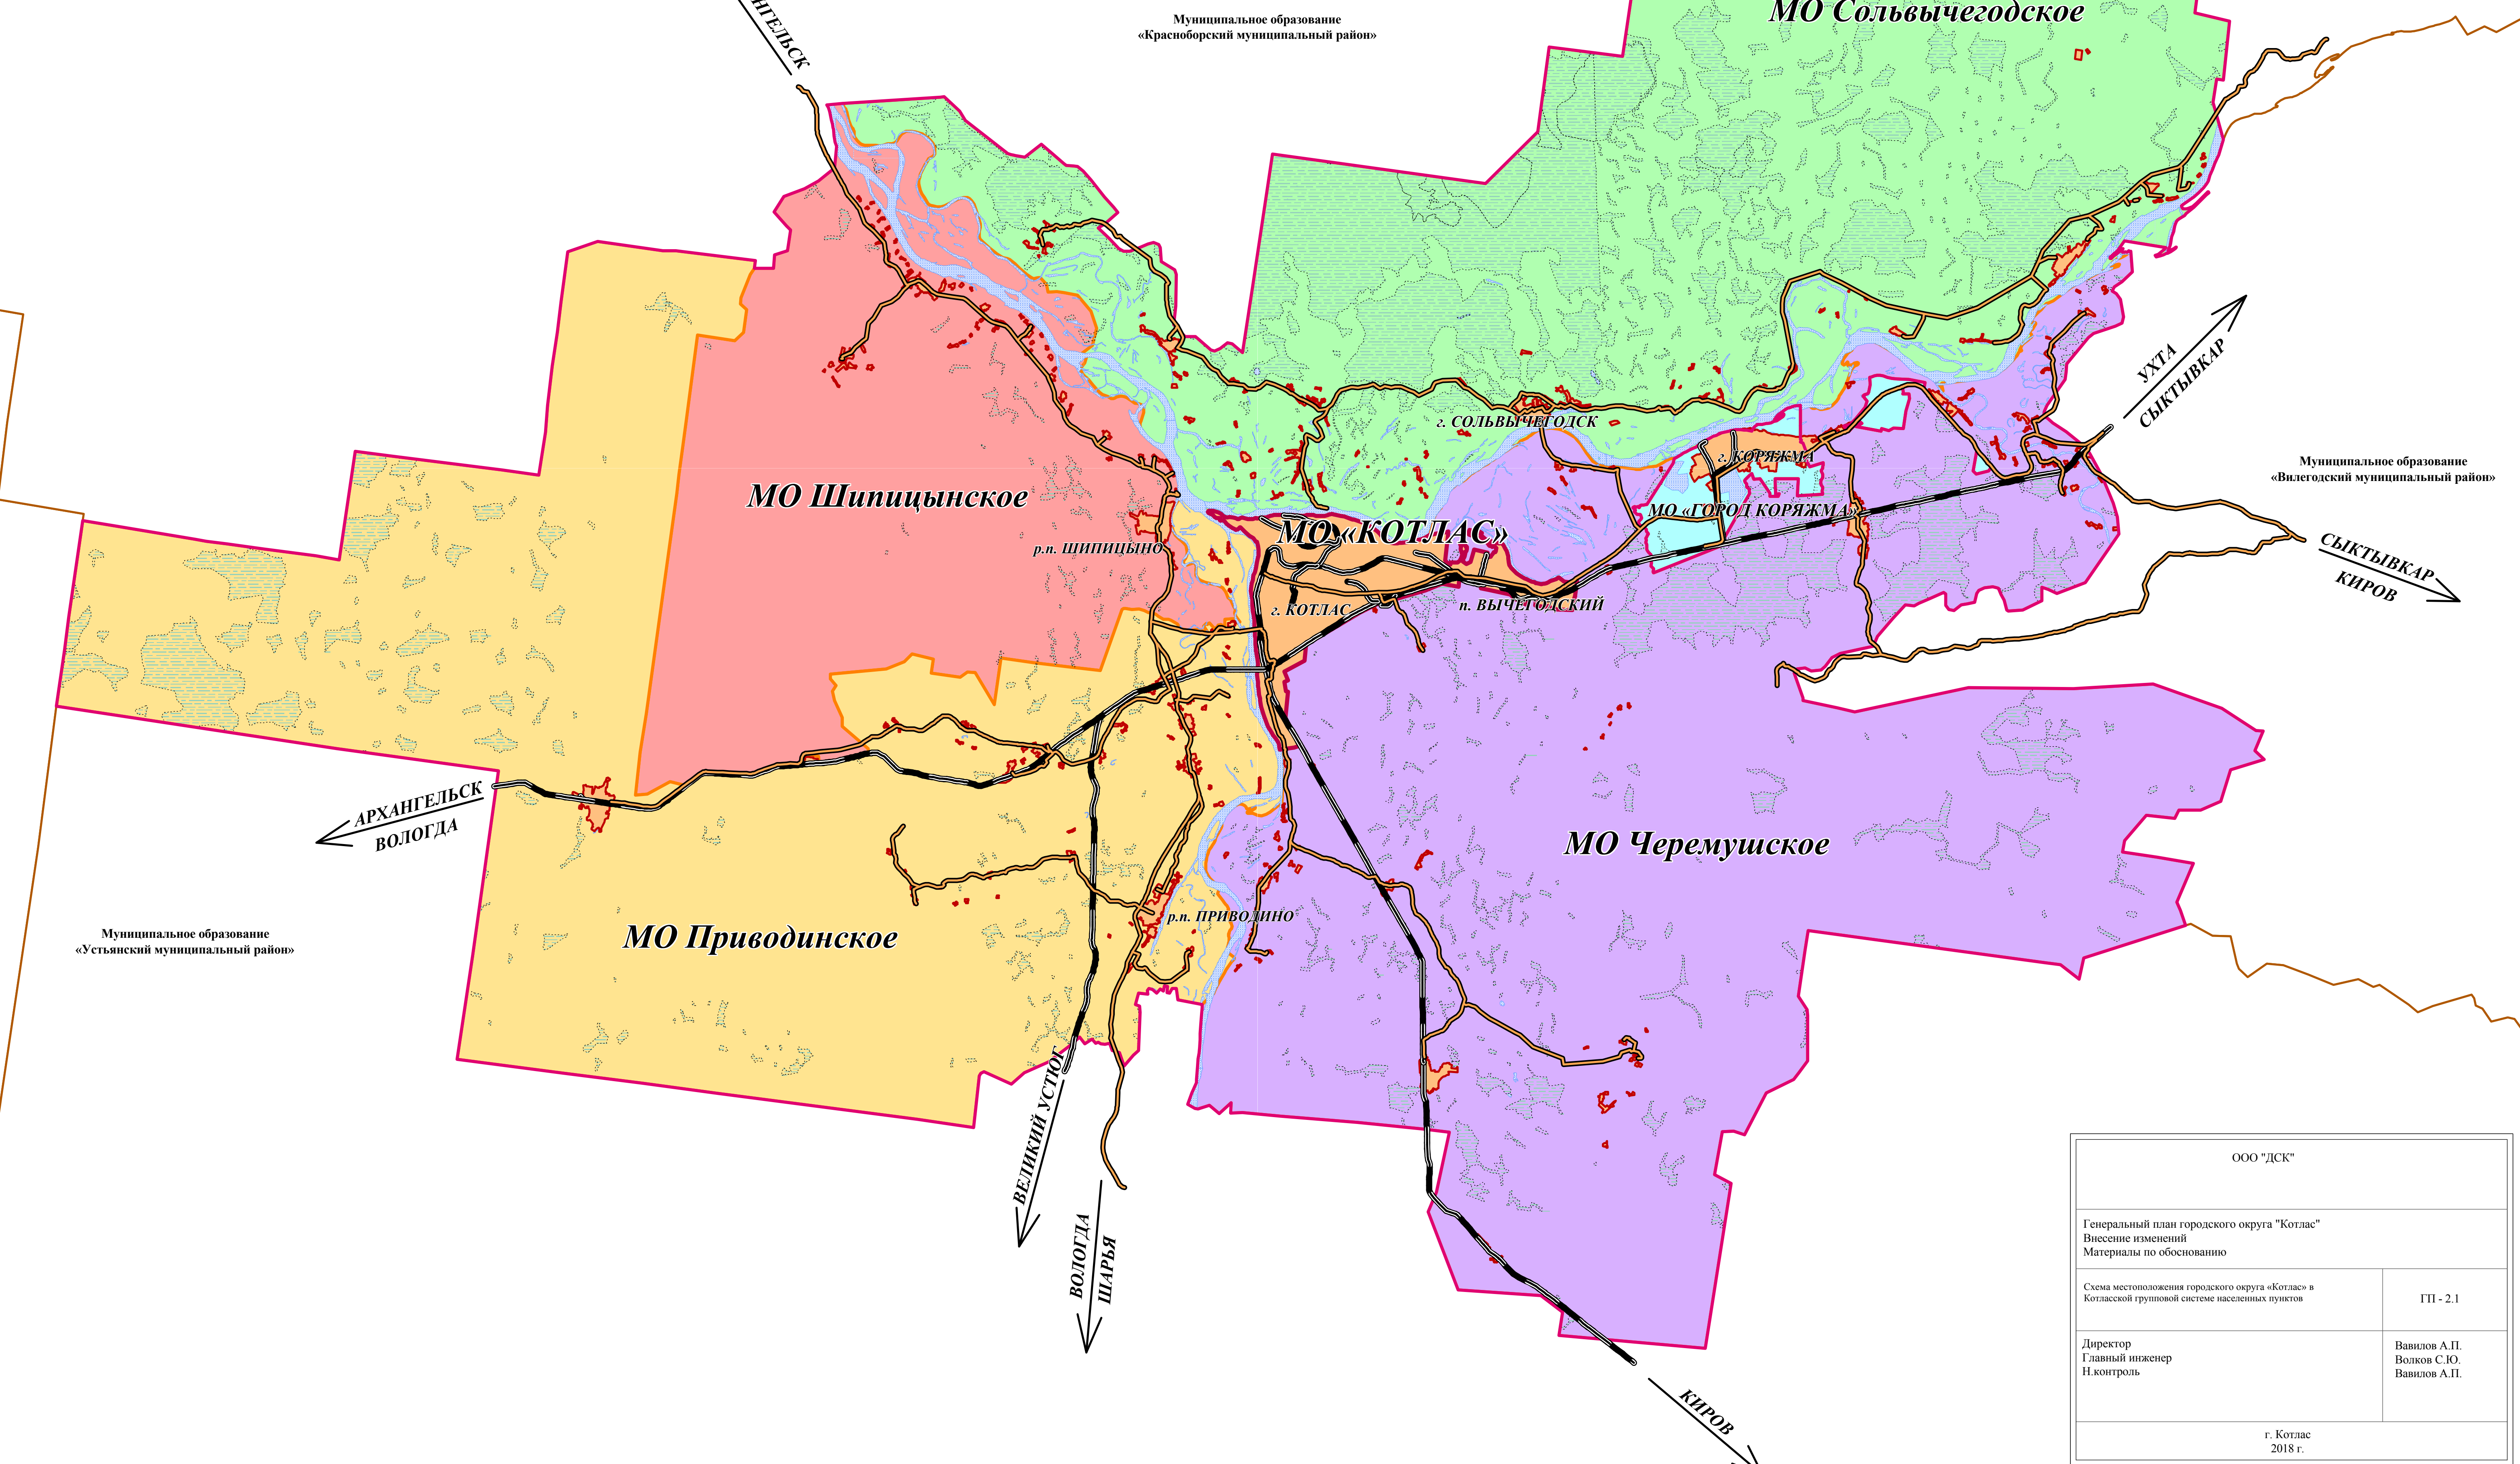 Муниципальное образование
«Красноборский муниципальный район»
МО Сольвычегодское
УХТА
СЫКТЫВКАР
г. СОЛЬВЫЧЕГОДСК
г. КОРЯЖМА
Муниципальное образование
«Вилегодский муниципальный район»
МО Шипицынское
МО «ГОРОД КОРЯЖМА»
МО «КОТЛАС»
р.п. ШИПИЦЫНО
СЫКТЫВКАР
КИРОВ
г. КОТЛАС
п. ВЫЧЕГОДСКИЙ
АРХАНГЕЛЬСК
ВОЛОГДА
МО Черемушское
р.п. ПРИВОДИНО
МО Приводинское
Муниципальное образование
«Устьянский муниципальный район»
ВЕЛИКИЙ УСТЮГ
ВОЛОГДА
ШАРЬЯ
КИРОВ
ООО "ДСК"
Генеральный план городского округа "Котлас"
Внесение изменений
Материалы по обоснованию
Схема местоположения городского округа «Котлас» в
Котласской групповой системе населенных пунктов
ГП - 2.1
Директор
Вавилов А.П.
Главный инженер
Волков С.Ю.
Н.контроль
Вавилов А.П.
г. Котлас
2018 г.